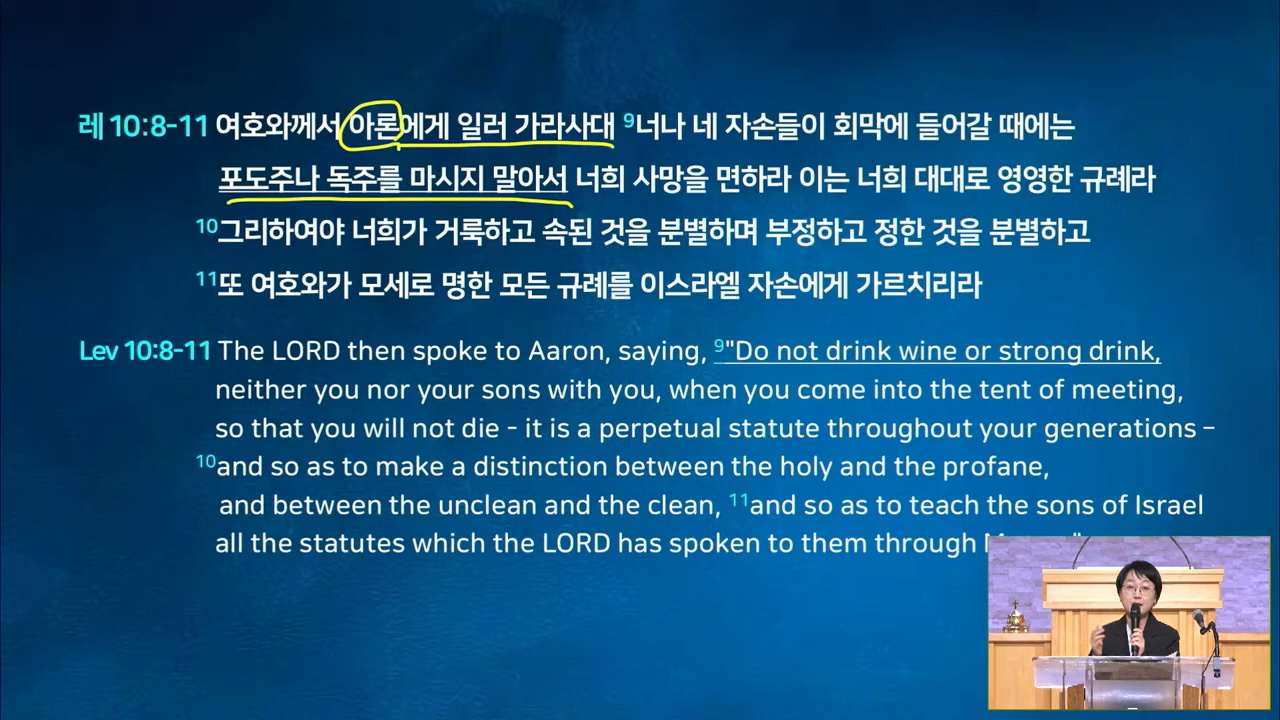 레 10:8-11 여호와께서 아론에게 일러 가라사대 ⁹너나 네 자손들이 회막에 들어갈 때에는
포도주나 독주를 마시지 말아서 너희 사망을 면하라 이는 너희 대대로 영영한 규례라
¹⁰그리하여야 너희가 거룩하고 속된 것을 분별하며 부정하고 정한 것을 분별하고
¹¹또 여호와가 모세로 명한 모든 규례를 이스라엘 자손에게 가르치리라
Lev 10:8-11 The LORD then spoke to Aaron, saying, ⁹"Do not drink wine or strong drink,
neither you nor your sons with you, when you come into the tent of meeting,
so that you will not die - it is a perpetual statute throughout your generations –
¹⁰and so as to make a distinction between the holy and the profane,
and between the unclean and the clean, ¹¹and so as to teach the sons of Israel
all the statutes which the LORD has spoken to them through